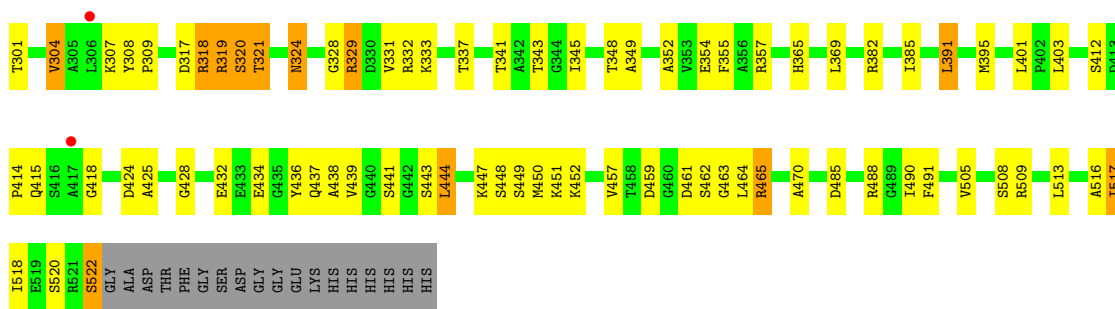 T301 V304 A305 L306 K307 Y308 P309 D317 R318 R319 S320 T321 N324 G328 R329 D330 V331 R332 K333 T337 T341 A342 T343 G344 I345 T348 A349 A352 V353 E354 F355 A356 R357 H365 L369 R382 I385 L391 M395 L401 P402 L403 S412 D413
P414 Q415 S416 A417 G418 D424 A425 G428 E432 E433 E434 G435 Y436 Q437 A438 V439 G440 S441 G442 S443 L444 K447 S448 S449 M450 K451 K452 V457 T458 D459 G460 D461 S462 G463 L464 R465 A470 D485 R488 G489 I490 F491 V505 S508 R509 L513 A516 I517
I518 E519 S520 R521 S522 GLY ALA ASP THR PHE GLY SER ASP GLY GLY GLU LYS HIS HIS HIS HIS HIS HIS